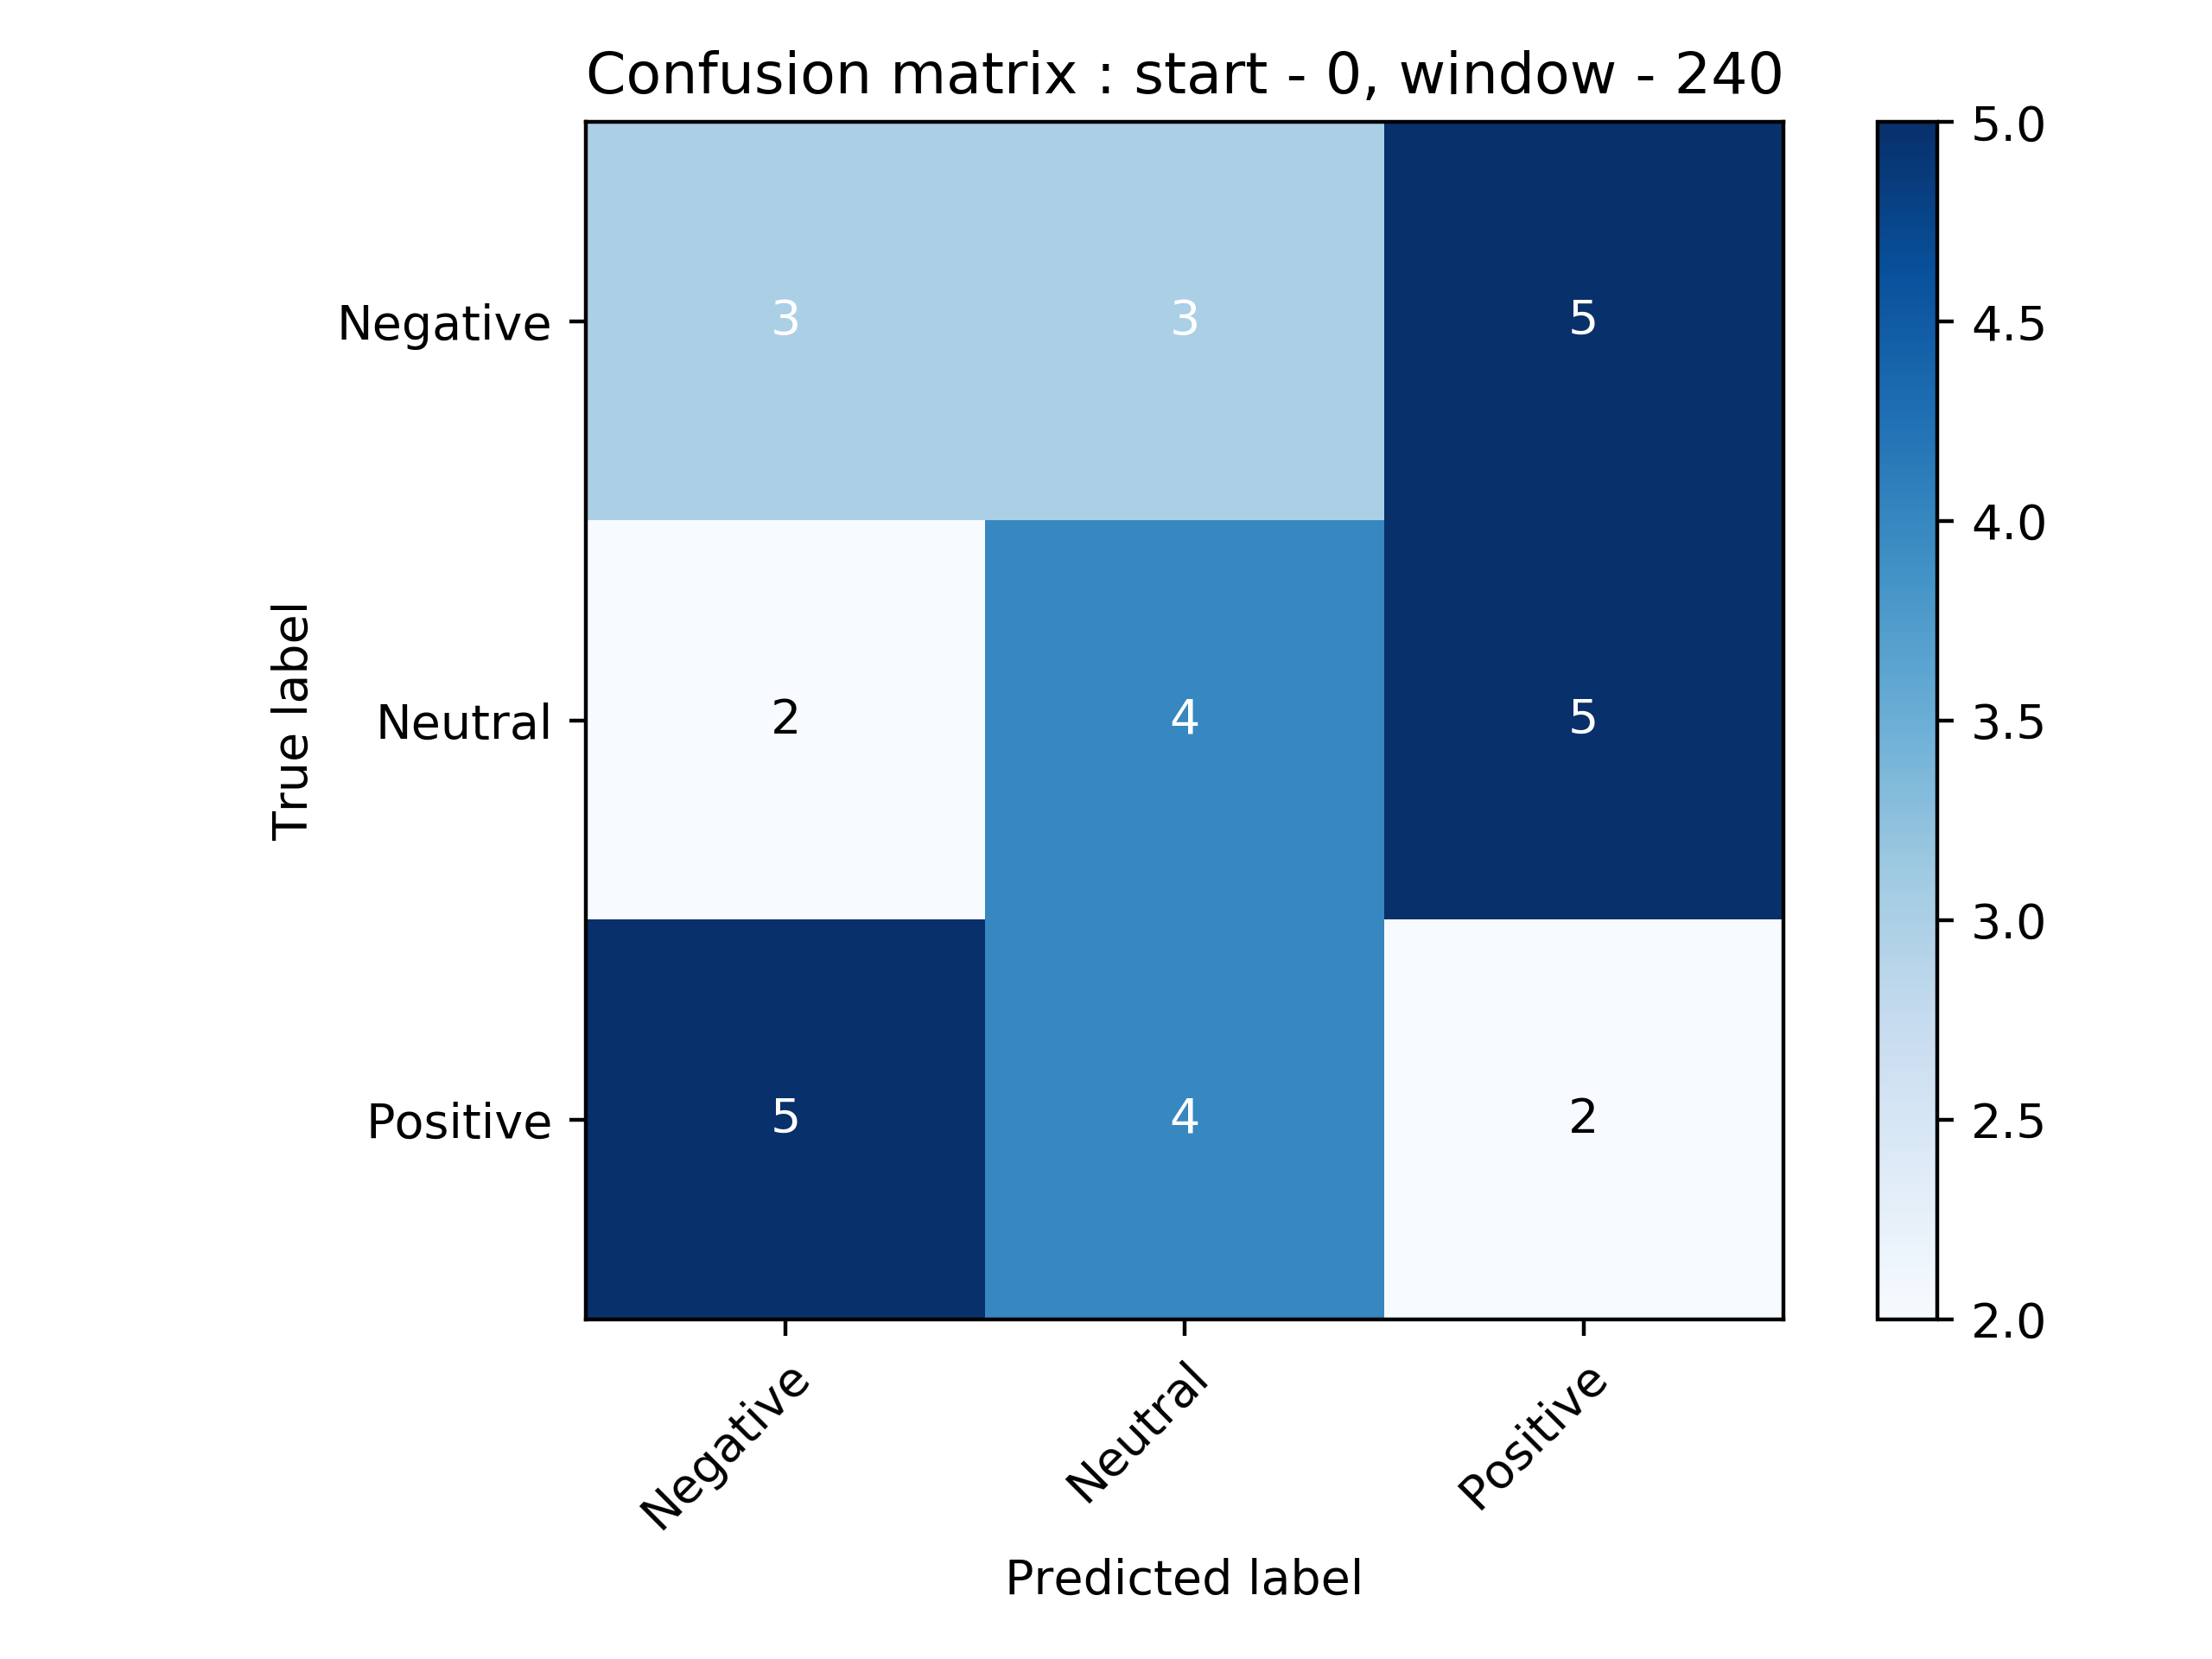 Confusion matrix : start - 0, window - 240
True label
Negative
Neutral
Positive
3 3 5
2 4 5
5 4 2
Negative Neutral Positive
Predicted label
5.0
4.5
4.0
3.5
3.0
2.5
2.0